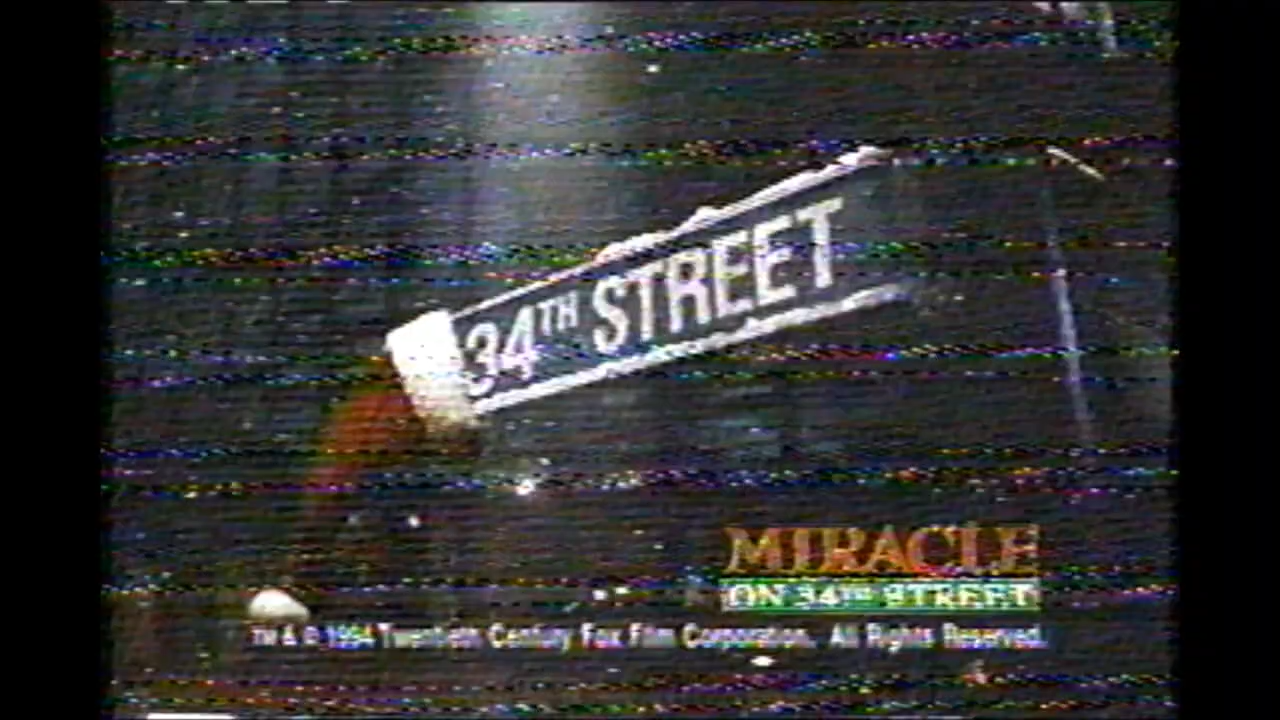 34TH STREET
MIRACLE
ON 34TH STREET
TM & © 1994 Twentieth Century Fox Film Corporation. All Rights Reserved.